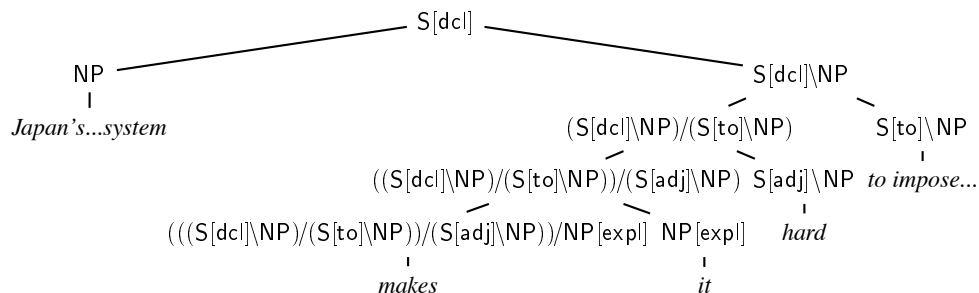 S[dcl]
NP S[dcl]\NP
Japan's...system (S[dcl]\NP)/(S[to]\NP) S[to]\NP
((S[dcl]\NP)/(S[to]\NP))/(S[adj]\NP) S[adj]\NP to impose...
(((S[dcl]\NP)/(S[to]\NP))/(S[adj]\NP))/NP[expl] NP[expl] hard
makes it